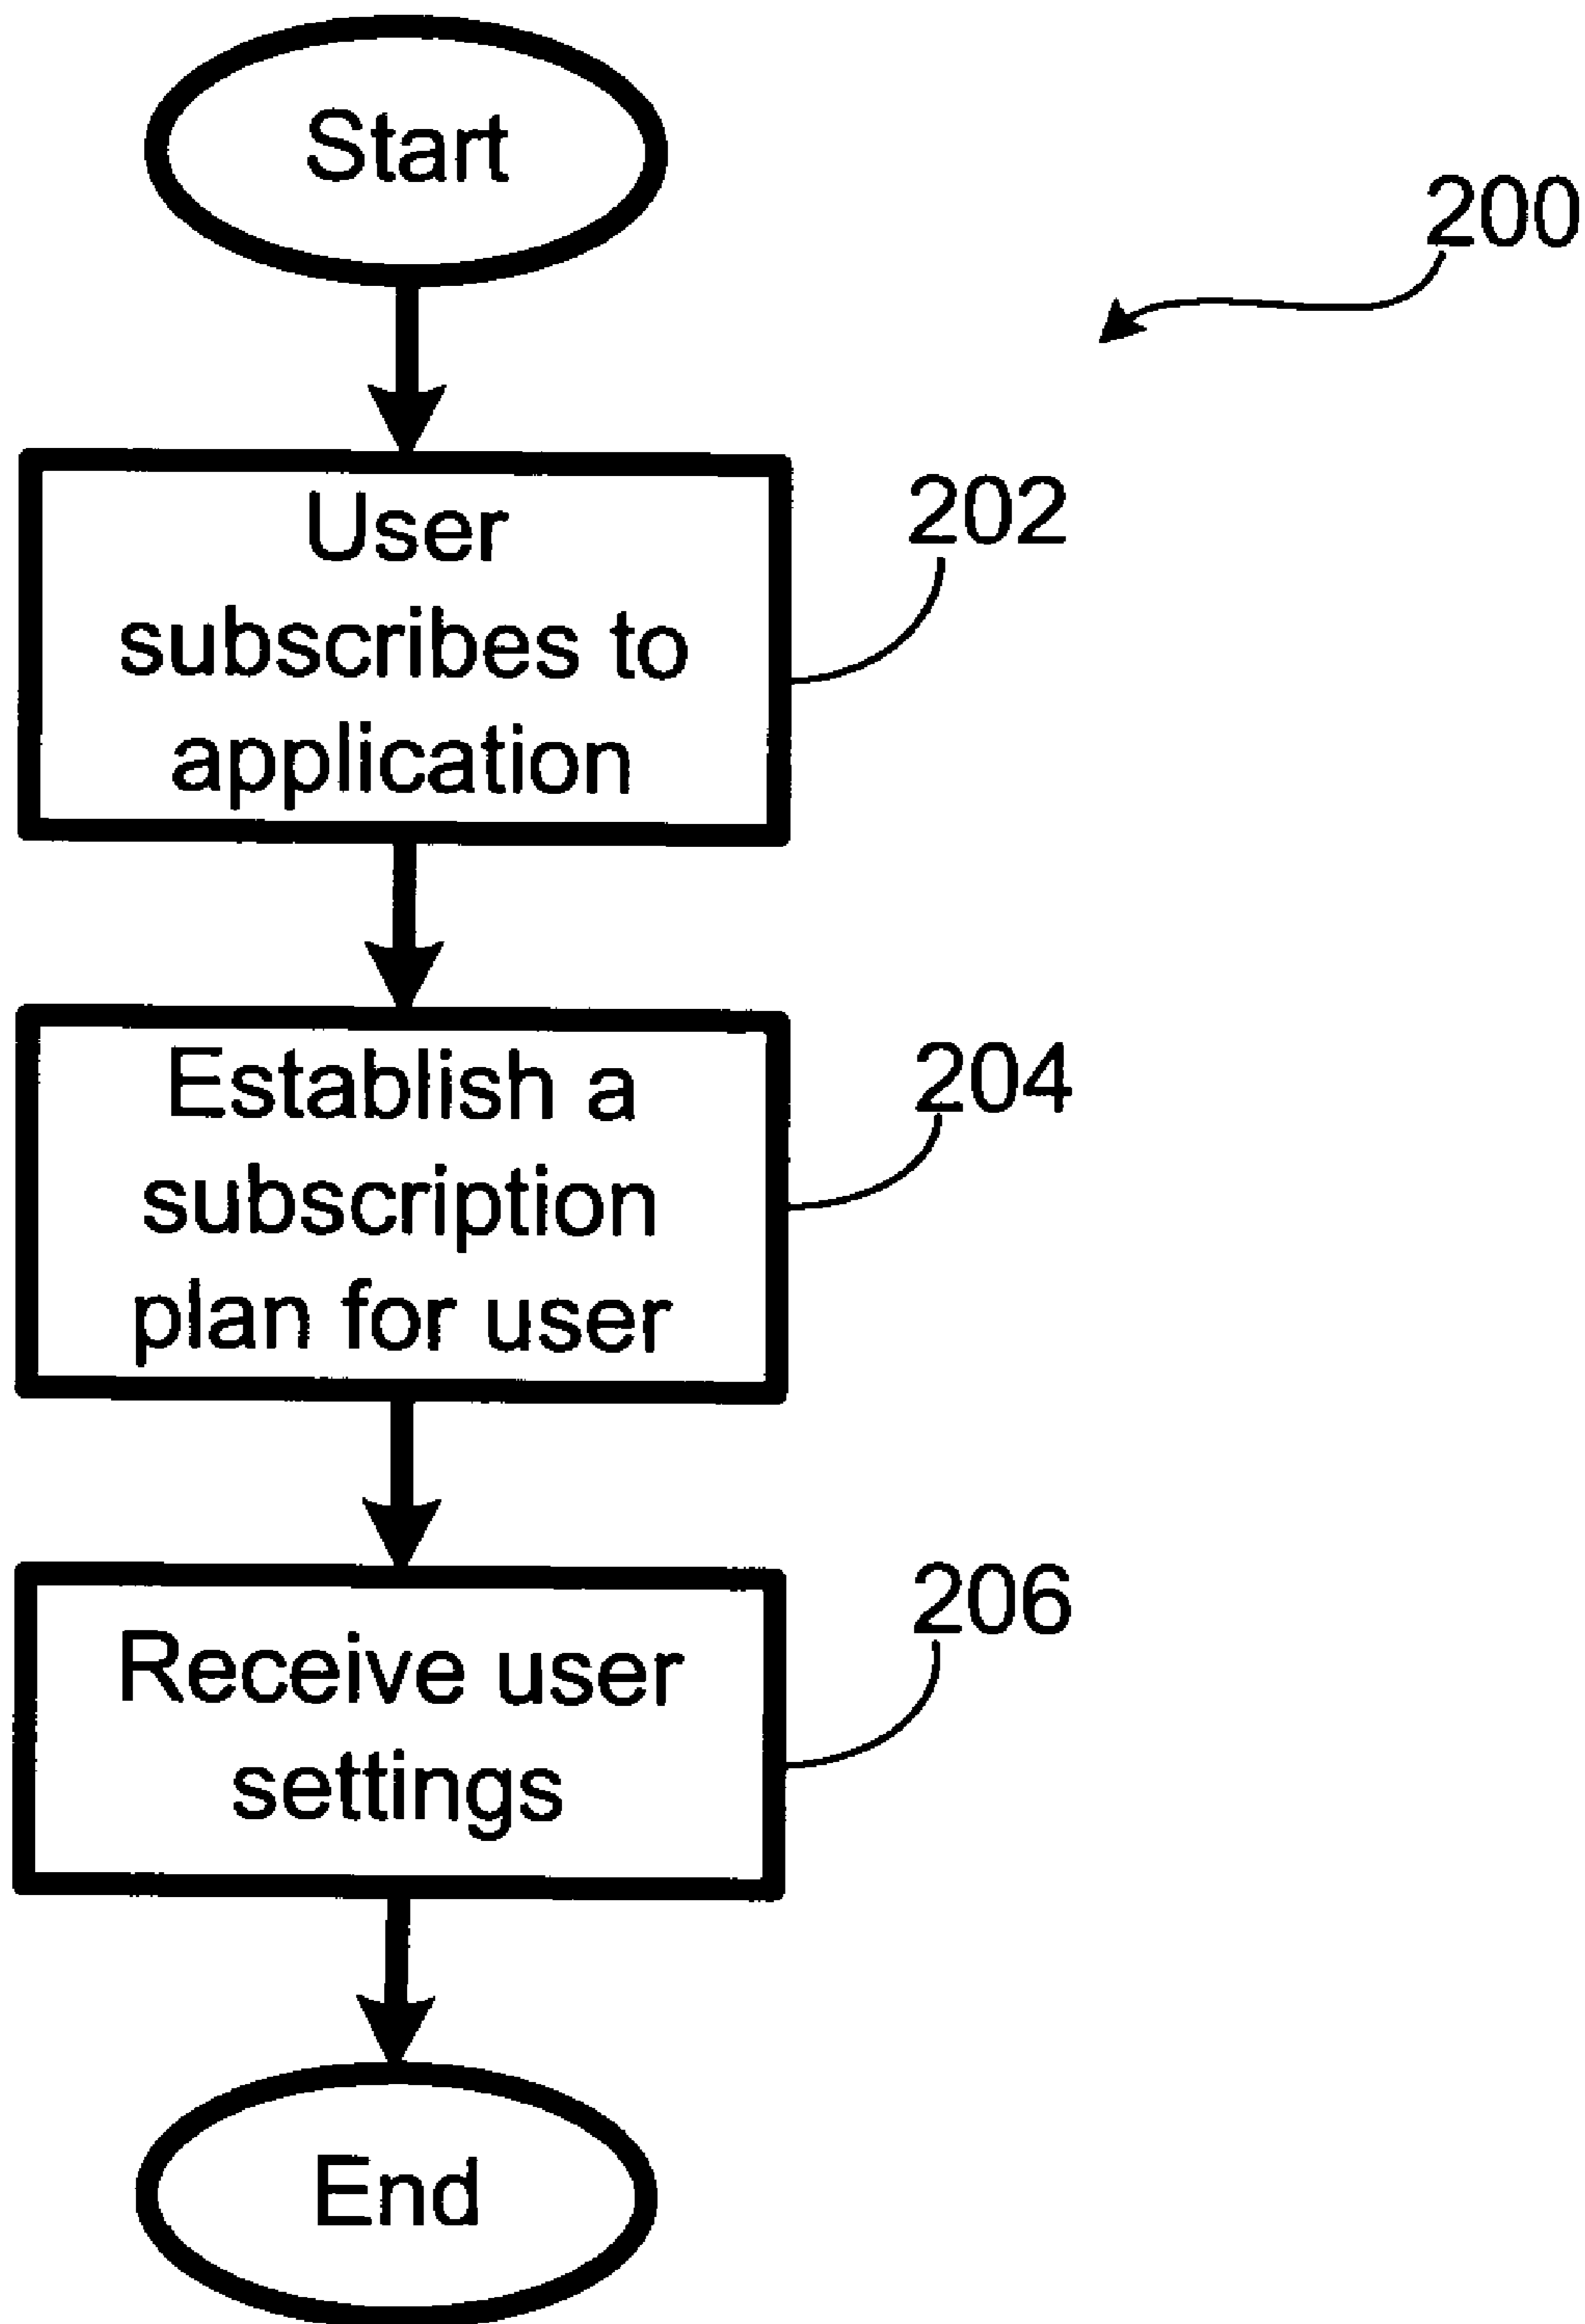 Start
200
User
subscribes to
application
202
Establish a
subscription
plan for user
204
Receive user
settings
206
End